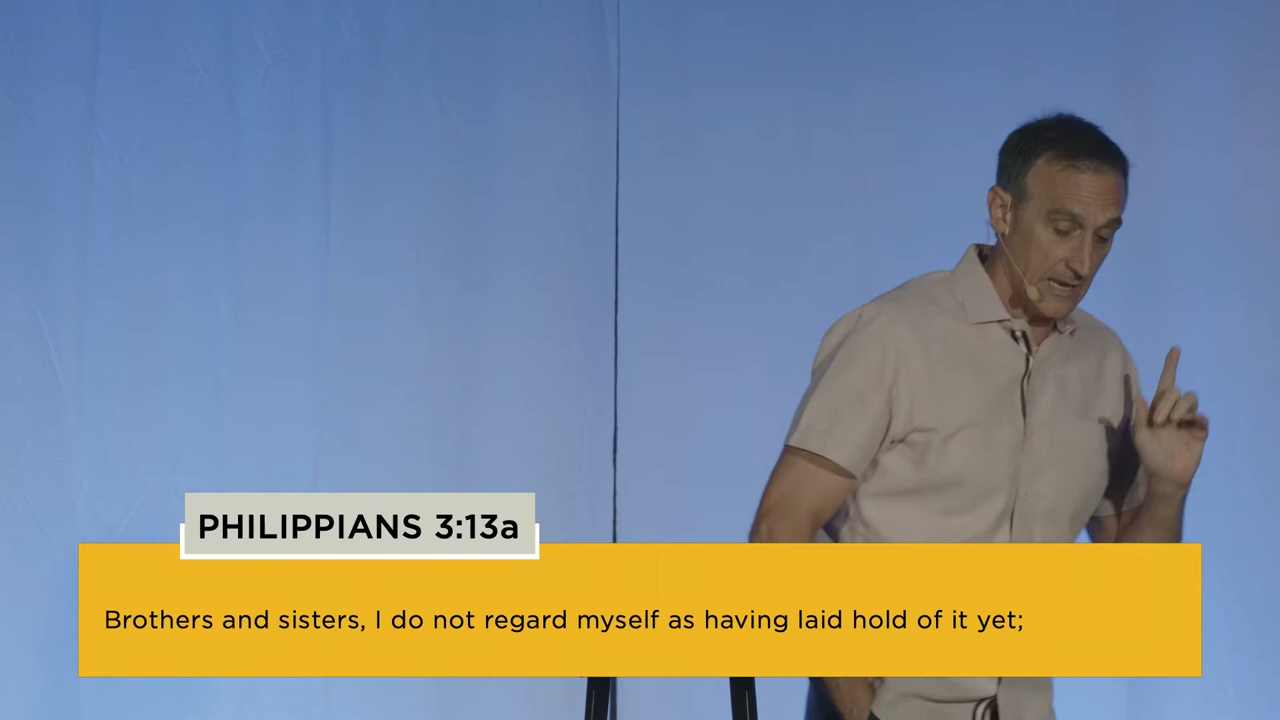 PHILIPPIANS 3:13a
Brothers and sisters, I do not regard myself as having laid hold of it yet;